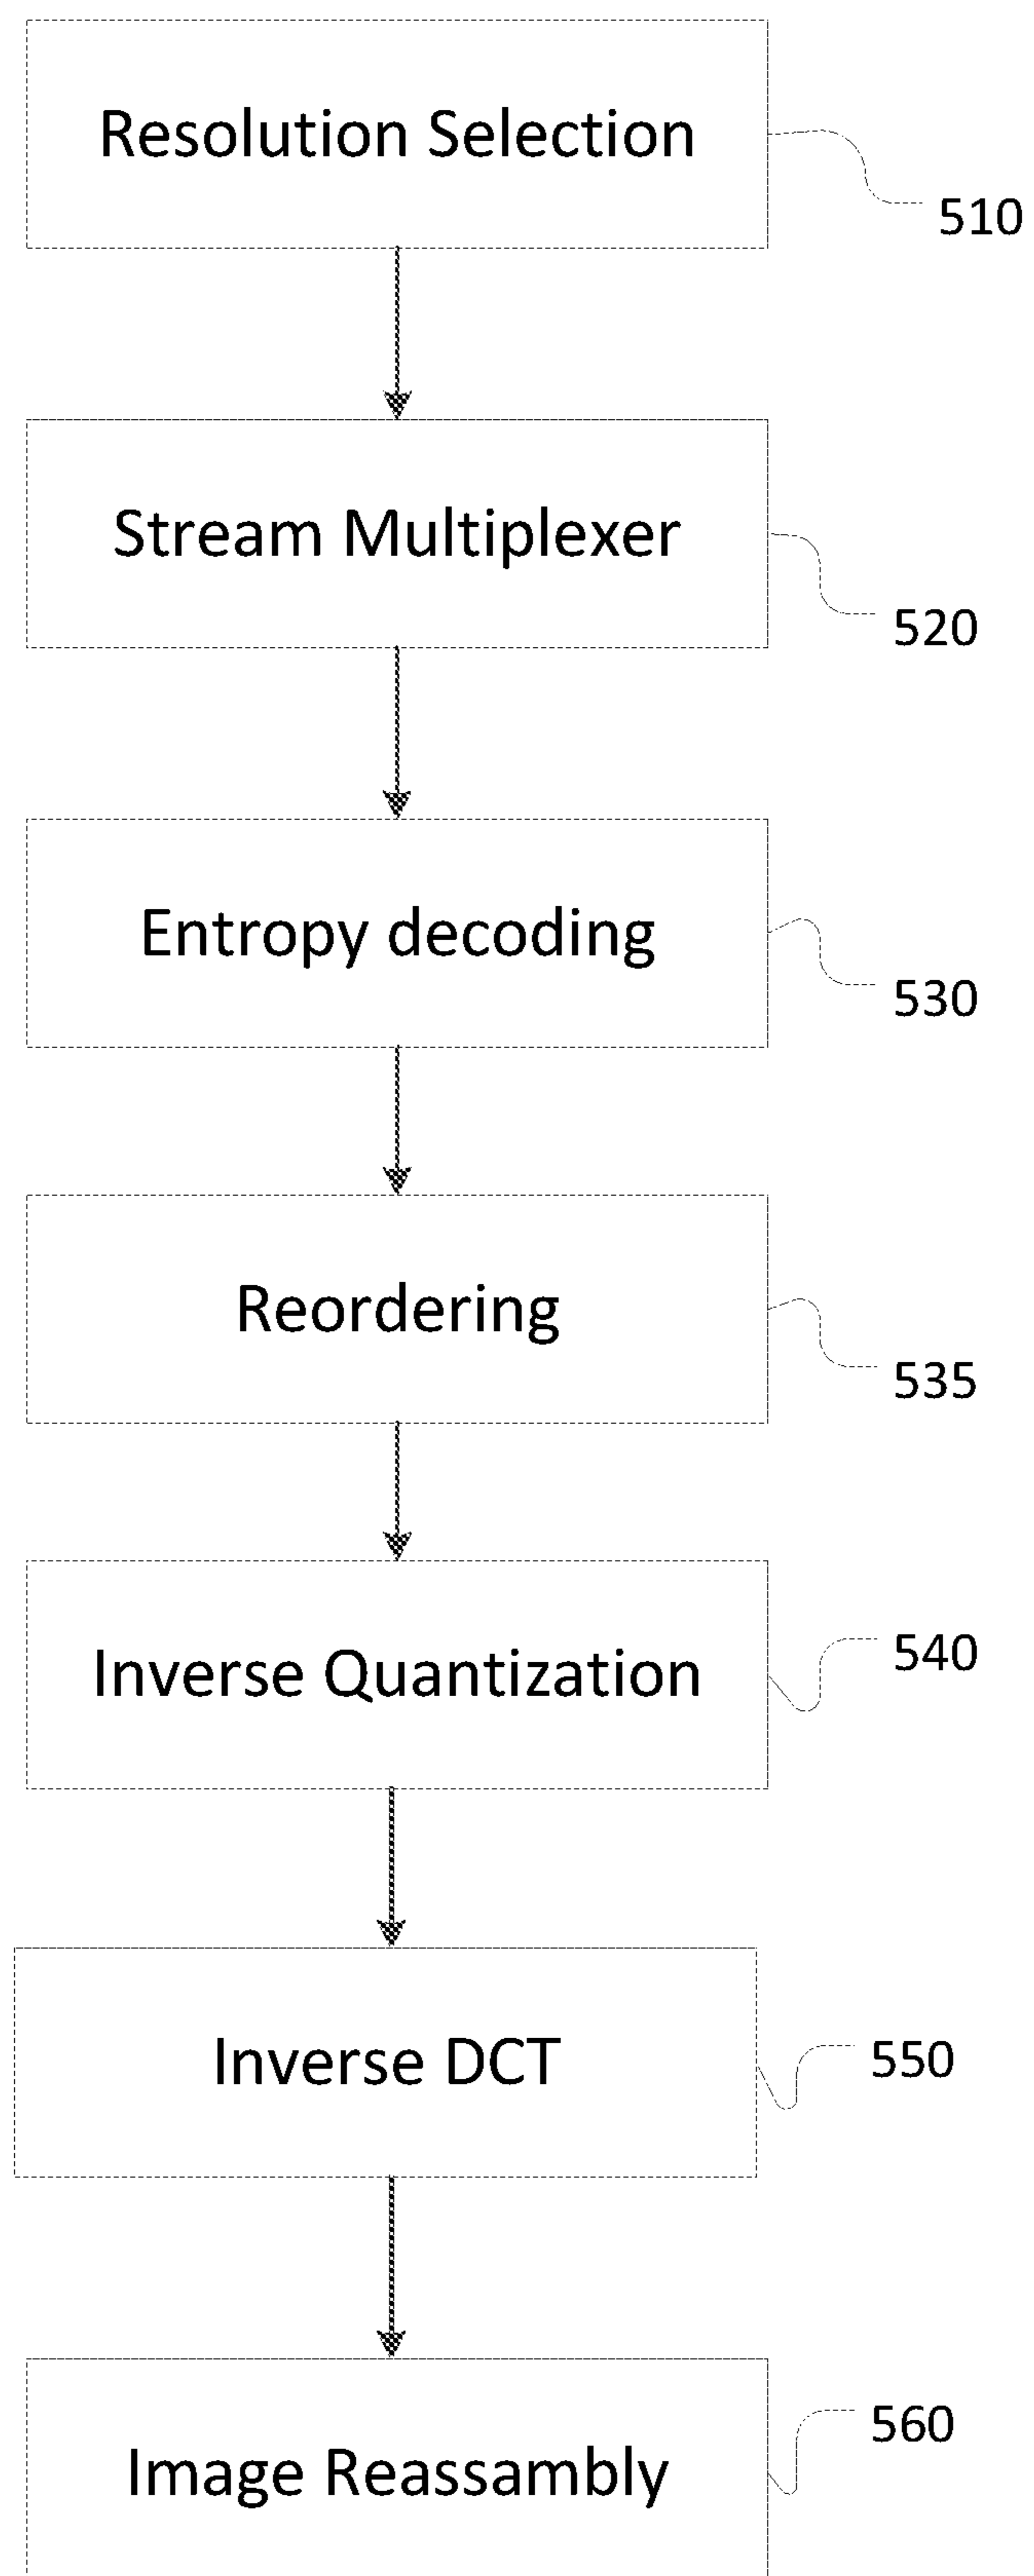 Resolution Selection
510
Stream Multiplexer
520
Entropy decoding
530
Reordering
535
Inverse Quantization
540
Inverse DCT
550
Image Reassambly
560